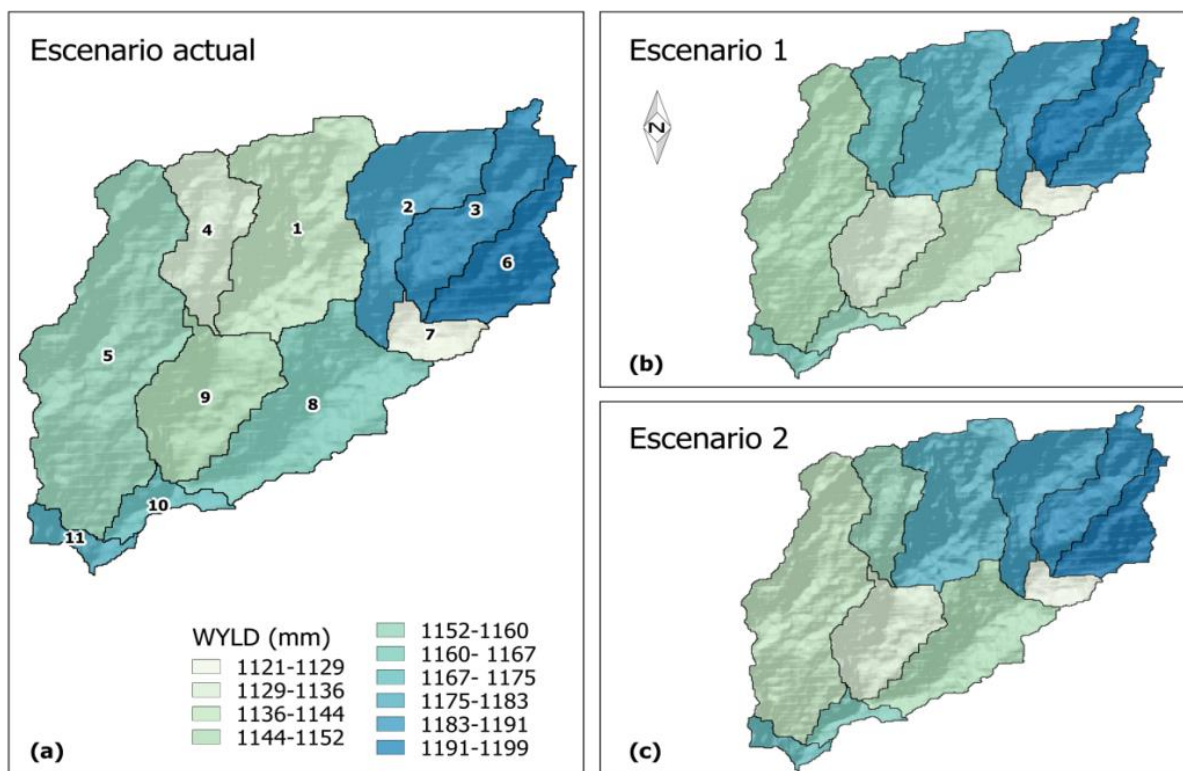 Escenario actual
4
1
2
3
6
7
5
9
8
10
11
WYLD (mm)
1121-1129
1129-1136
1136-1144
1144-1152
1152-1160
1160- 1167
1167- 1175
1175-1183
1183-1191
1191-1199
(a)
Escenario 1
N
(b)
Escenario 2
(c)